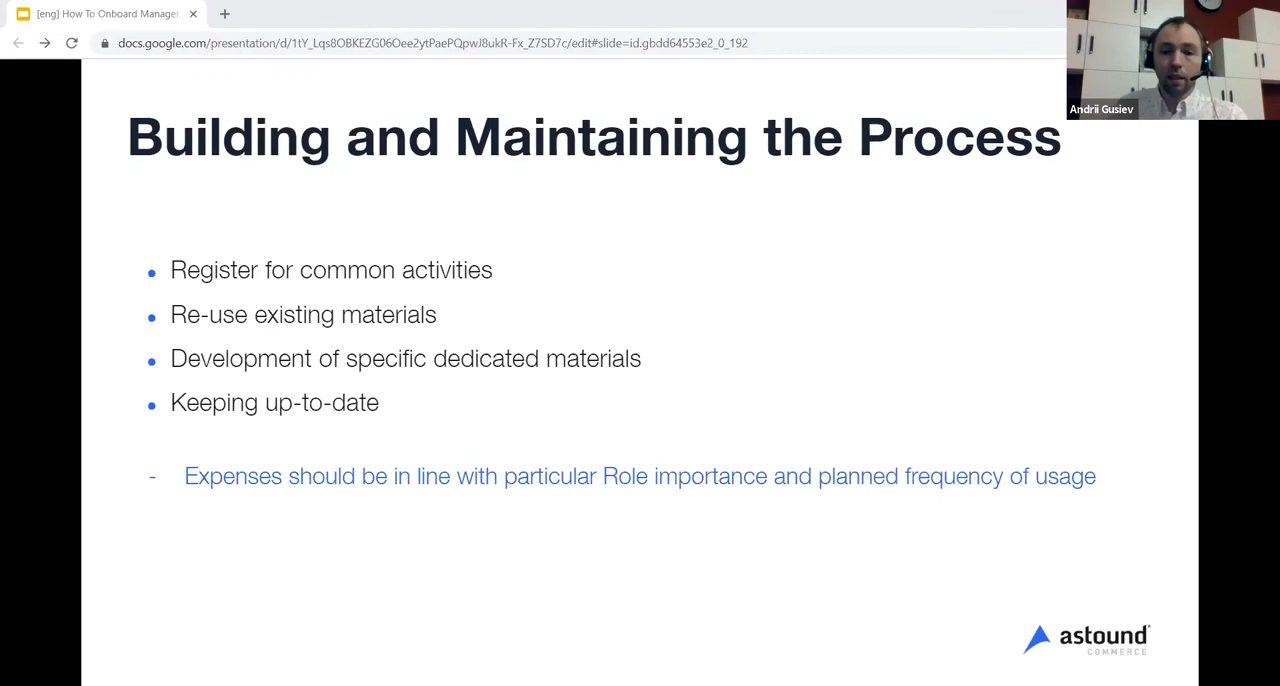 [eng] How To Onboard Manager
docs.google.com/presentation/d/1tY_Lqs8OBKEZG06Oee2ytPaePQpwJ8ukR-Fx_Z7SD7c/edit#slide=id.gbdd64553e2_0_192
Andrii Gusiev
Building and Maintaining the Process
Register for common activities
Re-use existing materials
Development of specific dedicated materials
Keeping up-to-date
- Expenses should be in line with particular Role importance and planned frequency of usage
astound
COMMERCE